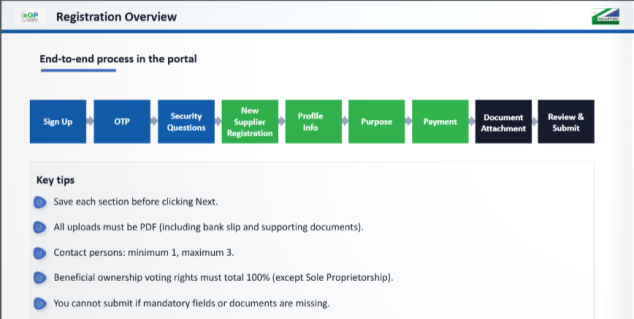 eGP
Registration Overview
End-to-end process in the portal
Sign Up
OTP
Security
Questions
New
Supplier
Registration
Profile
Info
Purpose
Payment
Document
Attachment
Review &
Submit
Key tips
Save each section before clicking Next.
All uploads must be PDF (including bank slip and supporting documents).
Contact persons: minimum 1, maximum 3.
Beneficial ownership voting rights must total 100% (except Sole Proprietorship).
You cannot submit if mandatory fields or documents are missing.